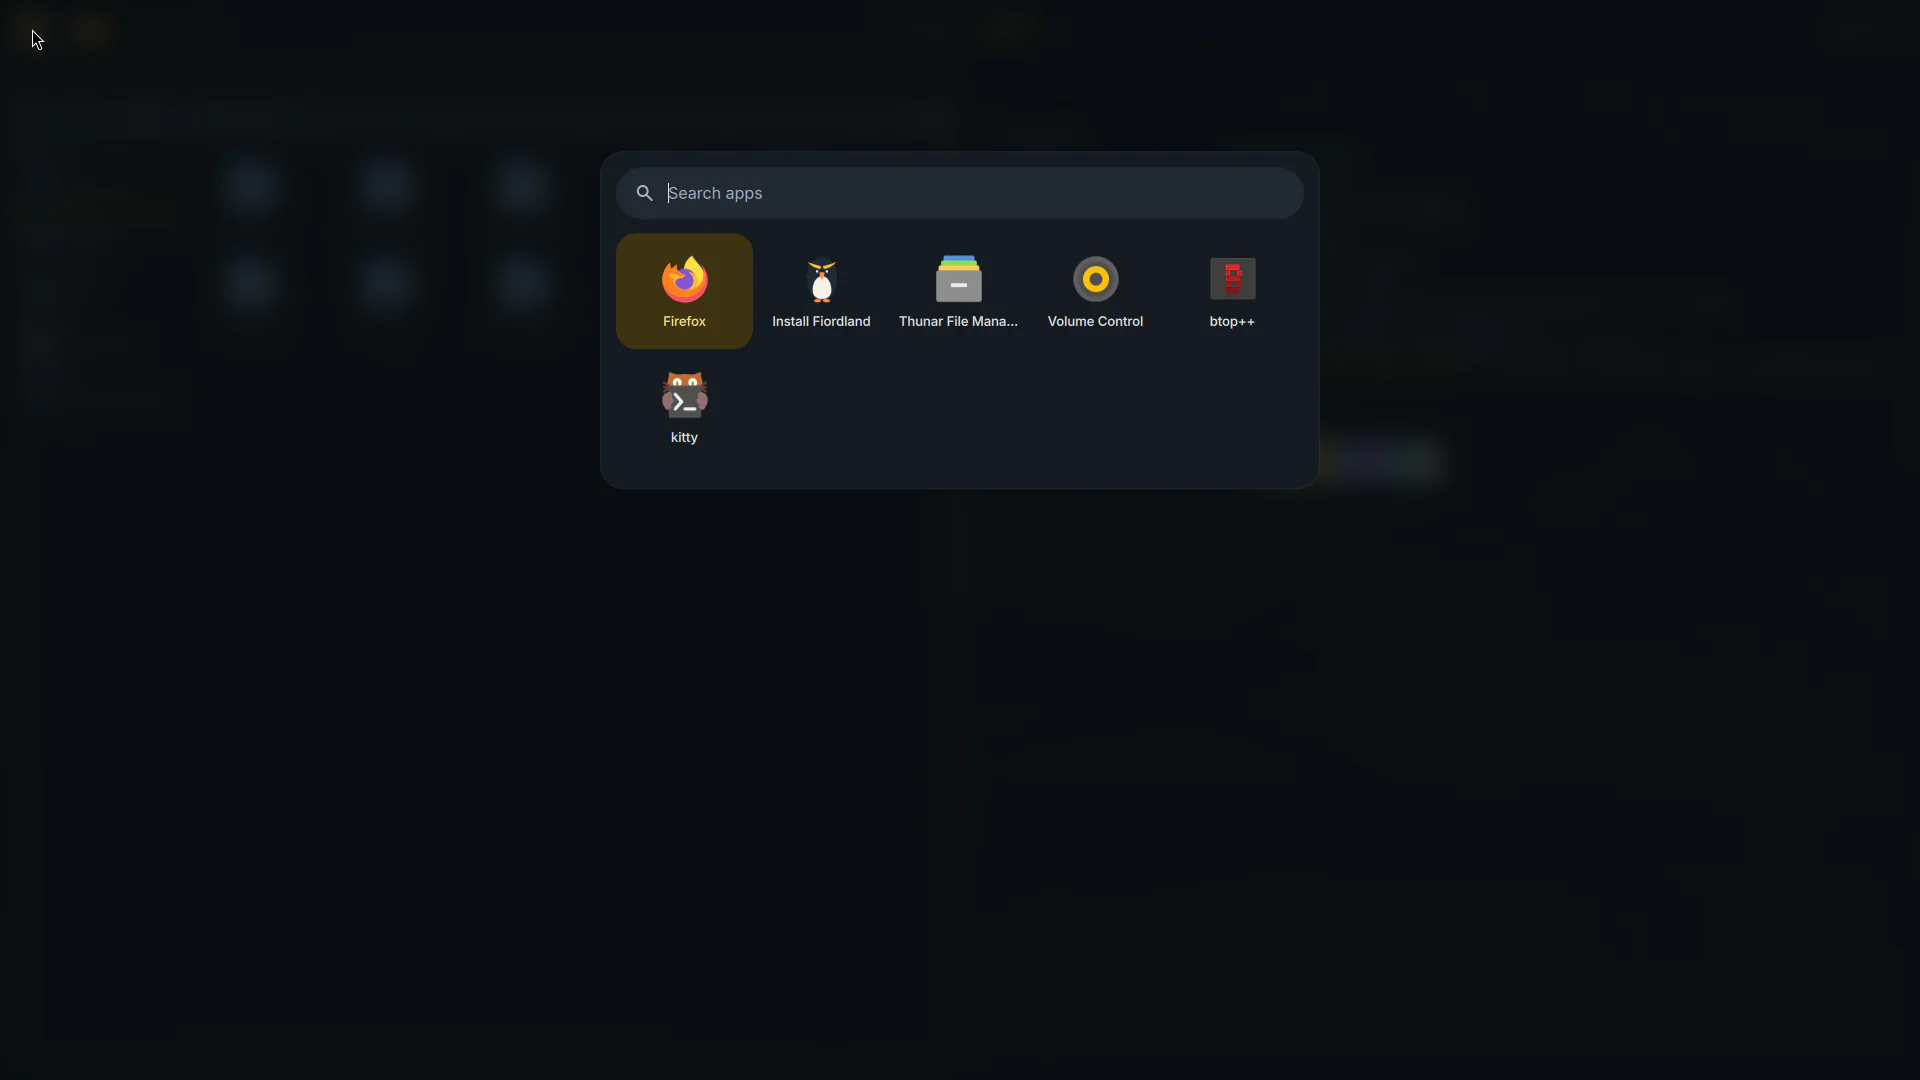 Search apps
Firefox
Install Fiordland
Thunar File Mana...
Volume Control
btop++
kitty